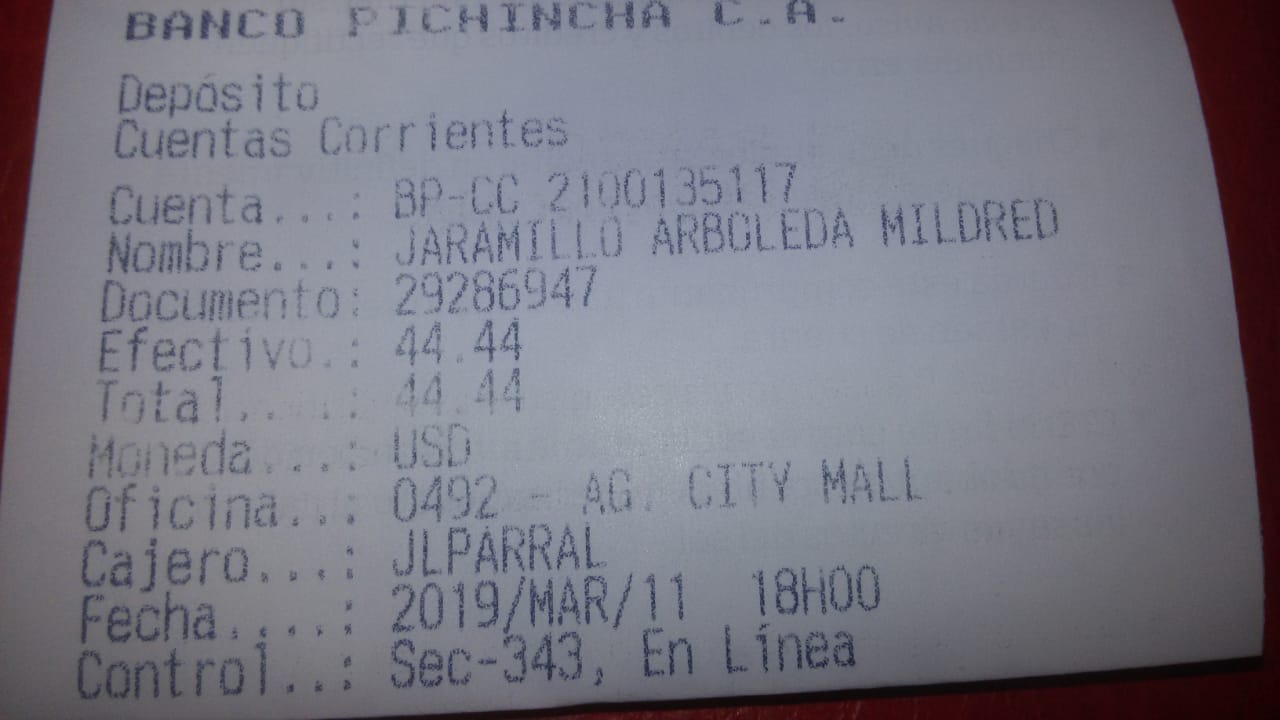 BANCO PICHINCHA C.A.
Depósito
Cuentas Corrientes
Cuenta...: BP-CC 2100135117
Nombre...: JARAMILLO ARBOLEDA MILDRED
Documento: 29286947
Efectivo.: 44.44
Total....: 44.44
Moneda...: USD
Oficina..: 0492 - AG. CITY MALL
Cajero...: JLPARRAL
Fecha....: 2019/MAR/11 18H00
Control..: Sec-343, En Línea